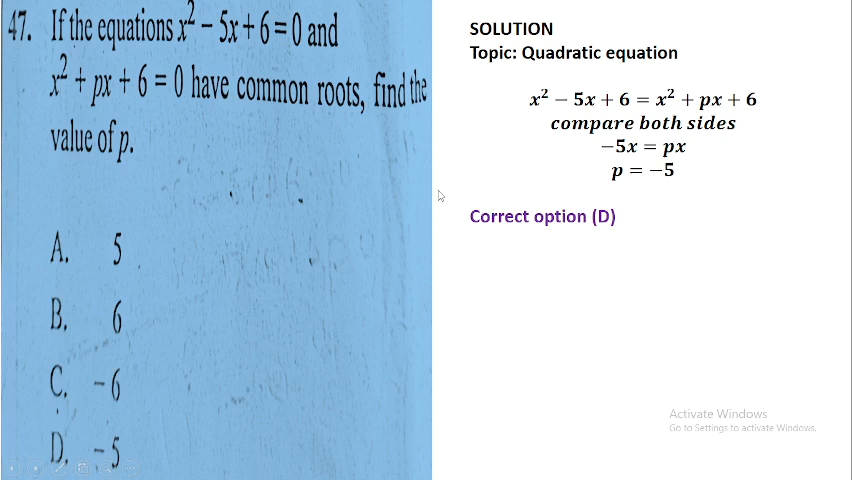 47. If the equations x² – 5x + 6 = 0 and
x² + px + 6 = 0 have common roots, find the
value of p.
A. 5
B. 6
C. – 6
D. – 5
SOLUTION
Topic: Quadratic equation
x² − 5x + 6 = x² + px + 6
compare both sides
−5x = px
p = −5
Correct option (D)
Activate Windows
Go to Settings to activate Windows.